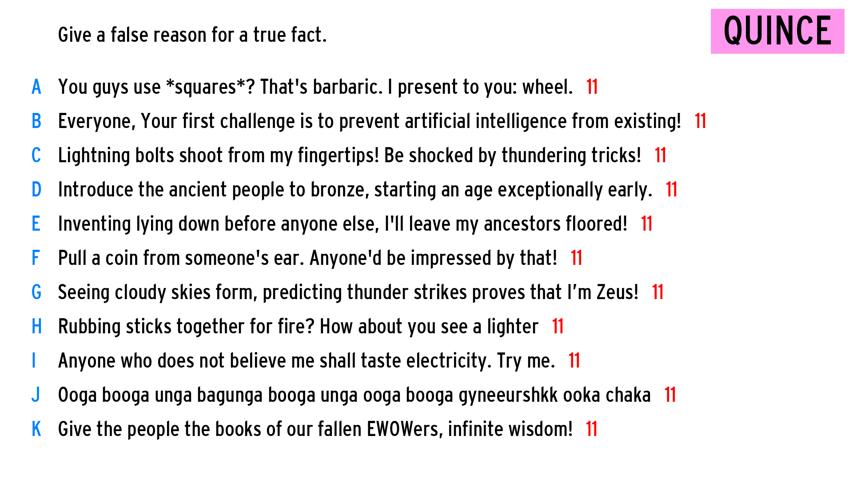 Give a false reason for a true fact.
QUINCE
A You guys use *squares*? That's barbaric. I present to you: wheel. 11
B Everyone, Your first challenge is to prevent artificial intelligence from existing! 11
C Lightning bolts shoot from my fingertips! Be shocked by thundering tricks! 11
D Introduce the ancient people to bronze, starting an age exceptionally early. 11
E Inventing lying down before anyone else, I'll leave my ancestors floored! 11
F Pull a coin from someone's ear. Anyone'd be impressed by that! 11
G Seeing cloudy skies form, predicting thunder strikes proves that I’m Zeus! 11
H Rubbing sticks together for fire? How about you see a lighter 11
I Anyone who does not believe me shall taste electricity. Try me. 11
J Ooga booga unga bagunga booga unga ooga booga gyneeurshkk ooka chaka 11
K Give the people the books of our fallen EWOWers, infinite wisdom! 11